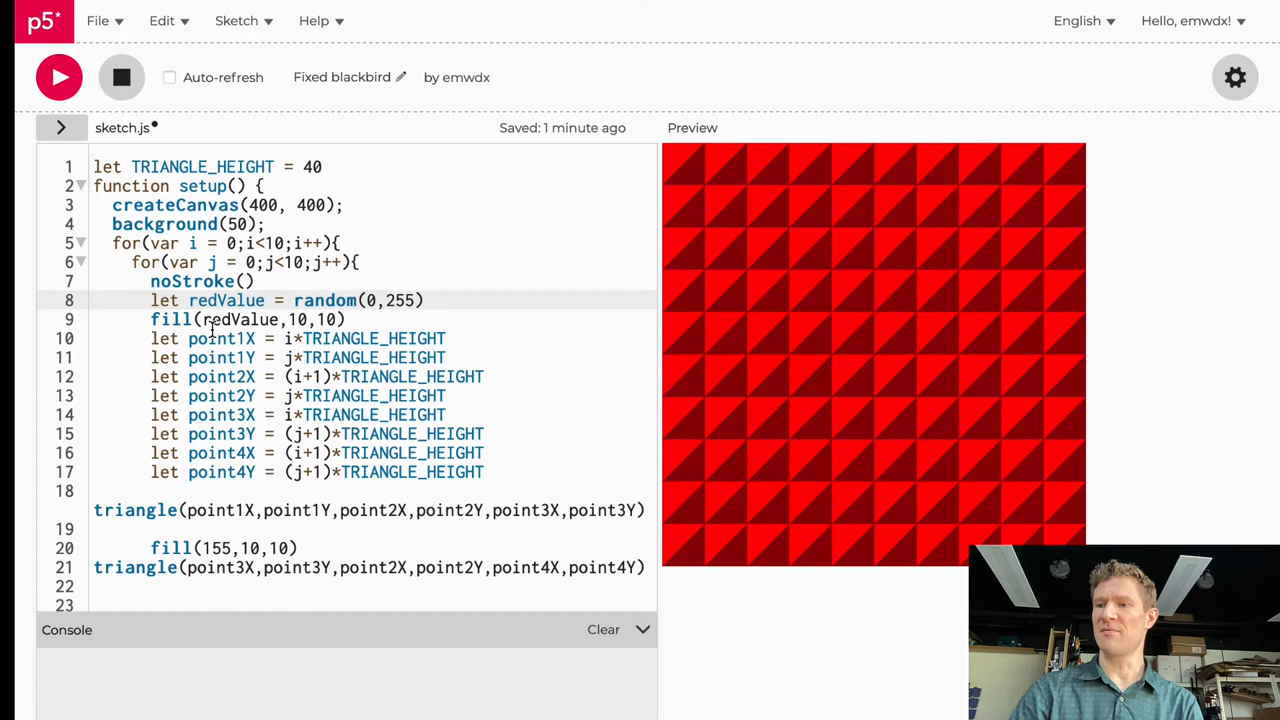 p5* File Edit Sketch Help English Hello, emwdx!
Auto-refresh Fixed blackbird by emwdx
sketch.js Saved: 1 minute ago Preview
1 let TRIANGLE_HEIGHT = 40
2 function setup() {
3 createCanvas(400, 400);
4 background(50);
5 for(var i = 0;i<10;i++){
6 for(var j = 0;j<10;j++){
7 noStroke()
8 let redValue = random(0,255)
9 fill(redValue,10,10)
10 let point1X = i*TRIANGLE_HEIGHT
11 let point1Y = j*TRIANGLE_HEIGHT
12 let point2X = (i+1)*TRIANGLE_HEIGHT
13 let point2Y = j*TRIANGLE_HEIGHT
14 let point3X = i*TRIANGLE_HEIGHT
15 let point3Y = (j+1)*TRIANGLE_HEIGHT
16 let point4X = (i+1)*TRIANGLE_HEIGHT
17 let point4Y = (j+1)*TRIANGLE_HEIGHT
18
triangle(point1X,point1Y,point2X,point2Y,point3X,point3Y)
19
20 fill(155,10,10)
21 triangle(point3X,point3Y,point2X,point2Y,point4X,point4Y)
22
23
Console Clear